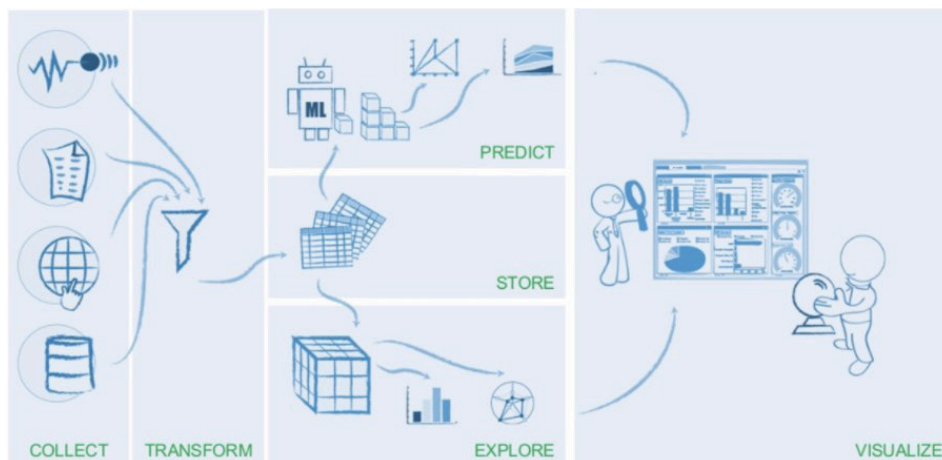 ML
PREDICT
STORE
COLLECT
TRANSFORM
EXPLORE
VISUALIZE